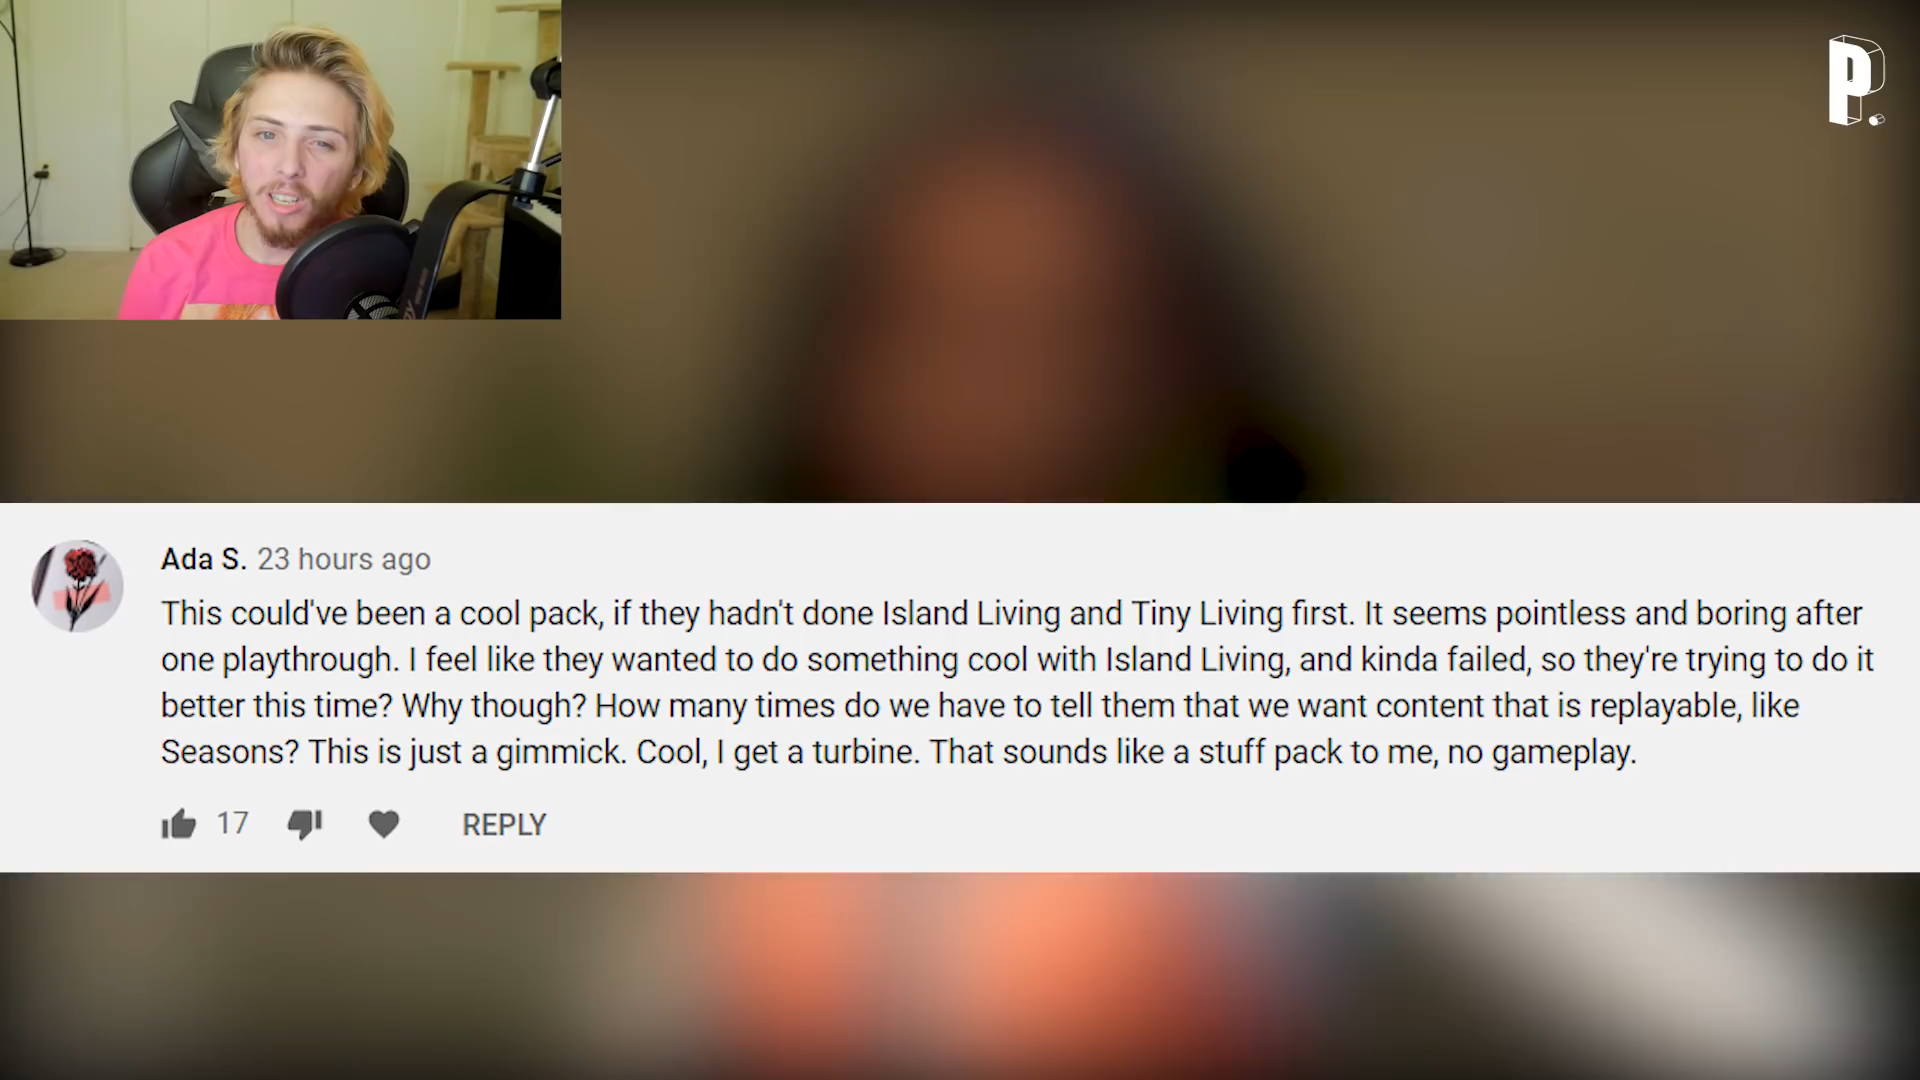 P.
Ada S. 23 hours ago
This could've been a cool pack, if they hadn't done Island Living and Tiny Living first. It seems pointless and boring after
one playthrough. I feel like they wanted to do something cool with Island Living, and kinda failed, so they're trying to do it
better this time? Why though? How many times do we have to tell them that we want content that is replayable, like
Seasons? This is just a gimmick. Cool, I get a turbine. That sounds like a stuff pack to me, no gameplay.
17
REPLY